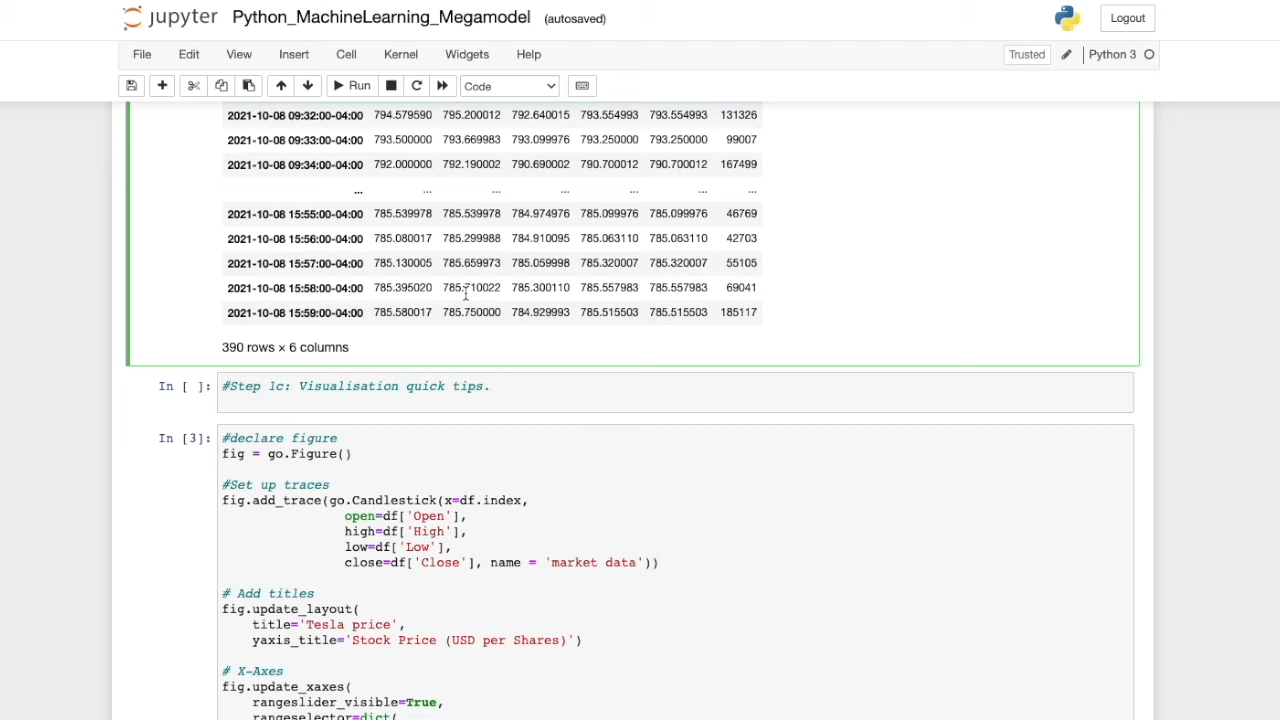 jupyter Python_MachineLearning_Megamodel (autosaved) Logout
File Edit View Insert Cell Kernel Widgets Help Trusted Python 3
Run Code
2021-10-08 09:32:00-04:00 794.579590 795.200012 792.640015 793.554993 793.554993 131326
2021-10-08 09:33:00-04:00 793.500000 793.669983 793.099976 793.250000 793.250000 99007
2021-10-08 09:34:00-04:00 792.000000 792.190002 790.690002 790.700012 790.700012 167499
... ... ... ... ... ... ...
2021-10-08 15:55:00-04:00 785.539978 785.539978 784.974976 785.099976 785.099976 46769
2021-10-08 15:56:00-04:00 785.080017 785.299988 784.910095 785.063110 785.063110 42703
2021-10-08 15:57:00-04:00 785.130005 785.659973 785.059998 785.320007 785.320007 55105
2021-10-08 15:58:00-04:00 785.395020 785.710022 785.300110 785.557983 785.557983 69041
2021-10-08 15:59:00-04:00 785.580017 785.750000 784.929993 785.515503 785.515503 185117
390 rows × 6 columns
In [ ]: #Step 1c: Visualisation quick tips.
In [3]: #declare figure
fig = go.Figure()
#Set up traces
fig.add_trace(go.Candlestick(x=df.index,
open=df['Open'],
high=df['High'],
low=df['Low'],
close=df['Close'], name = 'market data'))
# Add titles
fig.update_layout(
title='Tesla price',
yaxis_title='Stock Price (USD per Shares)')
# X-Axes
fig.update_xaxes(
rangeslider_visible=True,
rangeselector=dict(